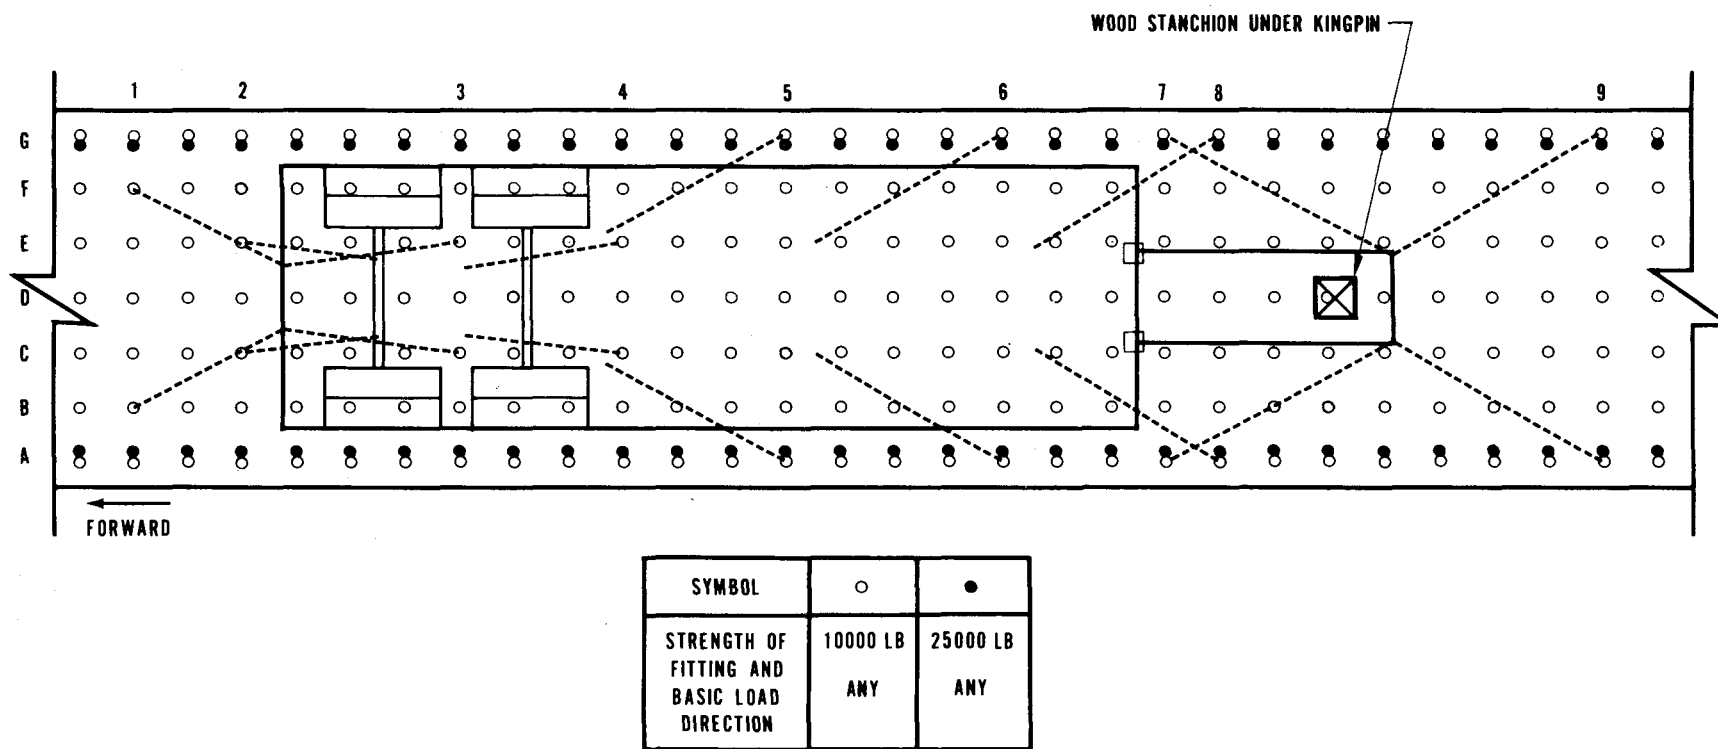 WOOD STANCHION UNDER KINGPIN
1 2 3 4 5 6 7 8 9
G
F
E
D
C
B
A
FORWARD
SYMBOL
STRENGTH OF 10000 LB 25000 LB
FITTING AND
BASIC LOAD ANY ANY
DIRECTION